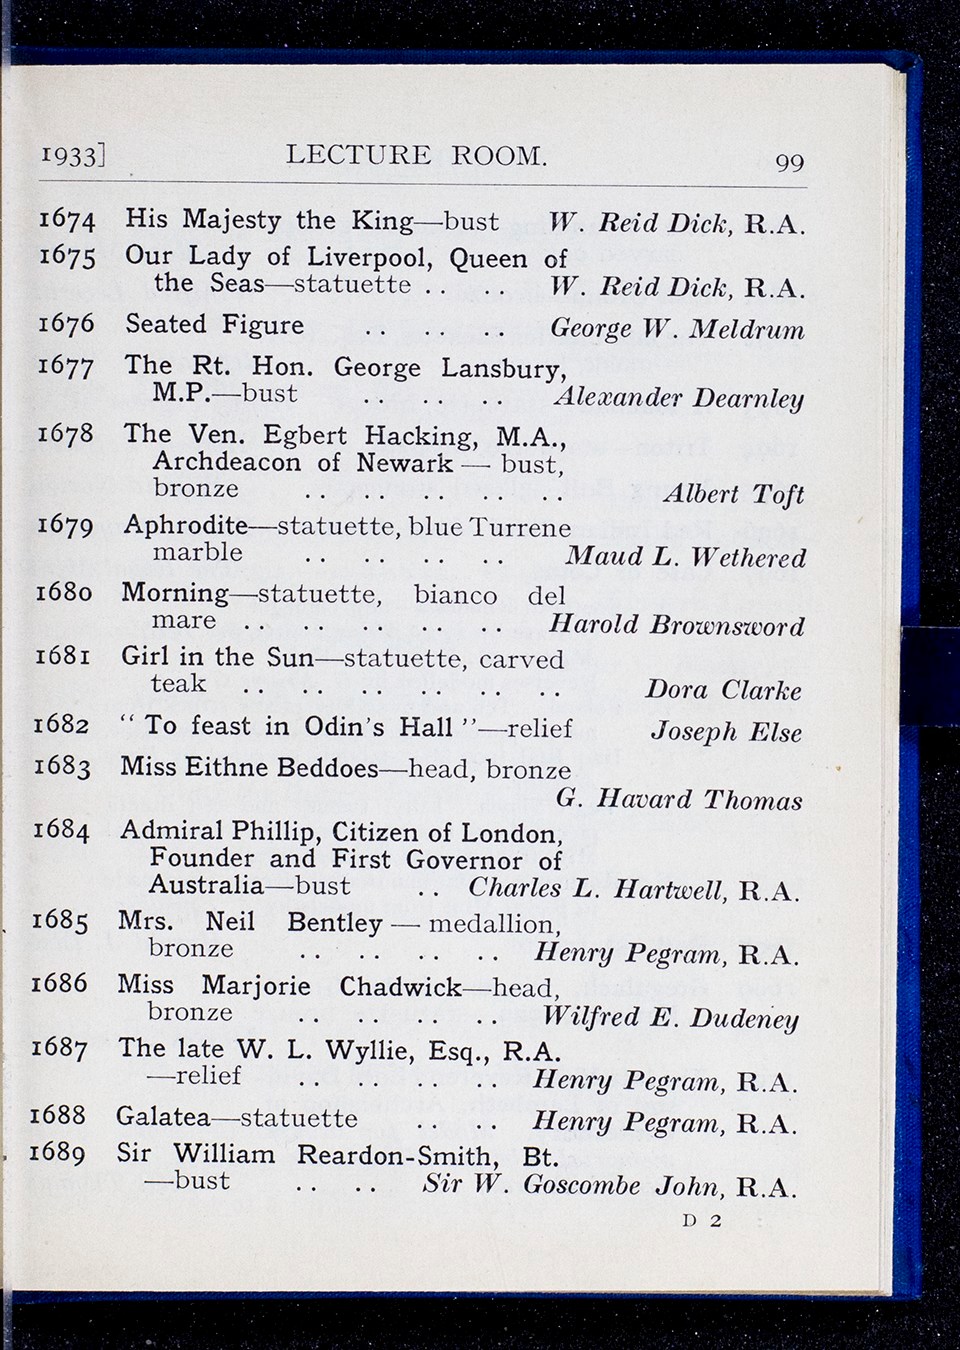 1933] LECTURE ROOM. 99
1674 His Majesty the King—bust W. Reid Dick, R.A.
1675 Our Lady of Liverpool, Queen of
the Seas—statuette .. .. W. Reid Dick, R.A.
1676 Seated Figure .. .. .. George W. Meldrum
1677 The Rt. Hon. George Lansbury,
M.P.—bust .. .. .. Alexander Dearnley
1678 The Ven. Egbert Hacking, M.A.,
Archdeacon of Newark — bust,
bronze .. .. .. .. .. .. Albert Toft
1679 Aphrodite—statuette, blue Turrene
marble .. .. .. .. Maud L. Wethered
1680 Morning—statuette, bianco del
mare .. .. .. .. .. Harold Brownsword
1681 Girl in the Sun—statuette, carved
teak .. .. .. .. .. .. Dora Clarke
1682 “ To feast in Odin’s Hall ”—relief Joseph Else
1683 Miss Eithne Beddoes—head, bronze
G. Havard Thomas
1684 Admiral Phillip, Citizen of London,
Founder and First Governor of
Australia—bust .. Charles L. Hartwell, R.A.
1685 Mrs. Neil Bentley — medallion,
bronze .. .. .. .. Henry Pegram, R.A.
1686 Miss Marjorie Chadwick—head,
bronze .. .. .. .. Wilfred E. Dudeney
1687 The late W. L. Wyllie, Esq., R.A.
—relief .. .. .. .. Henry Pegram, R.A.
1688 Galatea—statuette .. .. Henry Pegram, R.A.
1689 Sir William Reardon-Smith, Bt.
—bust .. .. Sir W. Goscombe John, R.A.
D 2